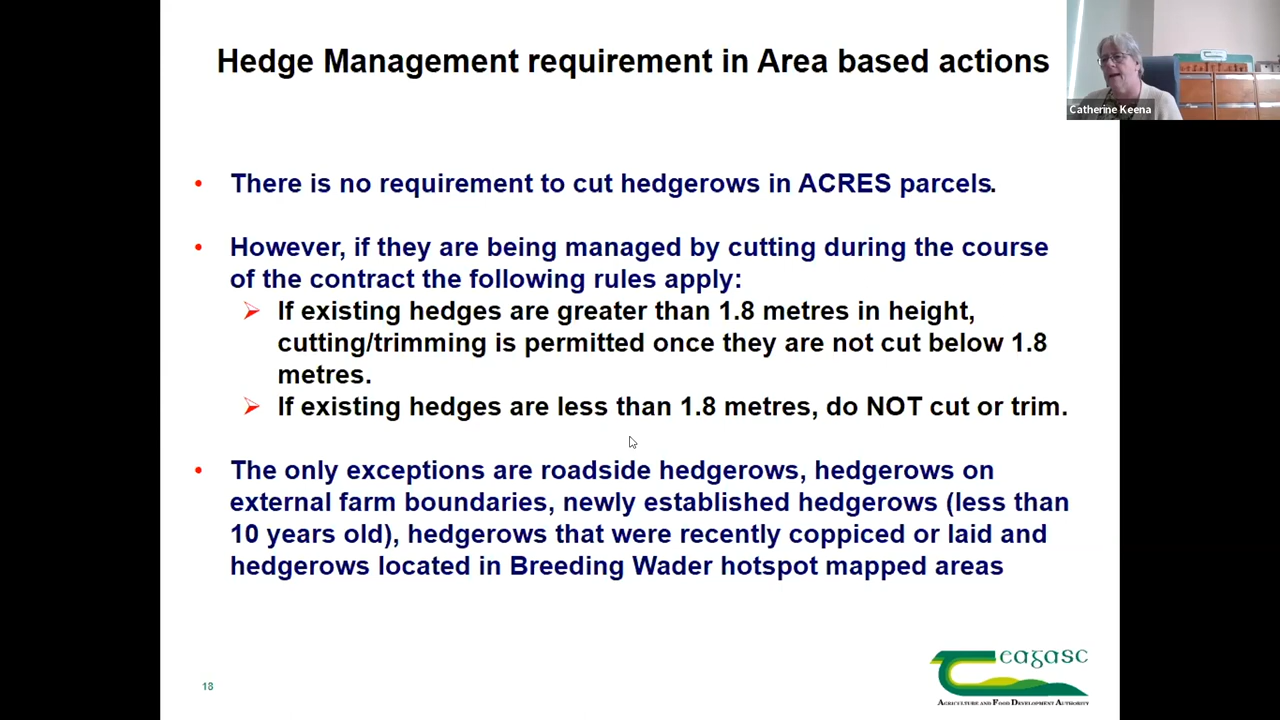 Hedge Management requirement in Area based actions
Catherine Keena
• There is no requirement to cut hedgerows in ACRES parcels.
• However, if they are being managed by cutting during the course
of the contract the following rules apply:
➢ If existing hedges are greater than 1.8 metres in height,
cutting/trimming is permitted once they are not cut below 1.8
metres.
➢ If existing hedges are less than 1.8 metres, do NOT cut or trim.
• The only exceptions are roadside hedgerows, hedgerows on
external farm boundaries, newly established hedgerows (less than
10 years old), hedgerows that were recently coppiced or laid and
hedgerows located in Breeding Wader hotspot mapped areas
18
Teagasc
AGRICULTURE AND FOOD DEVELOPMENT AUTHORITY